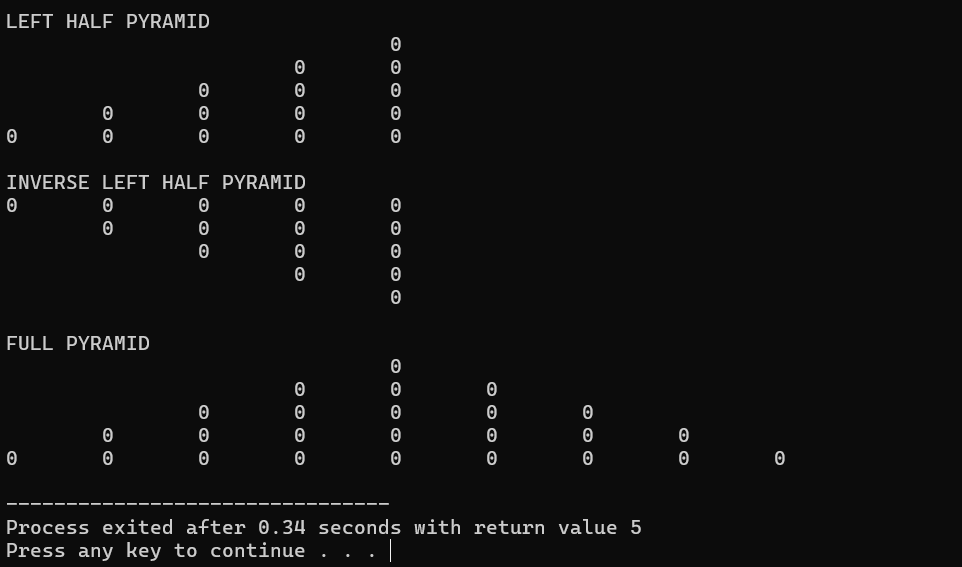 LEFT HALF PYRAMID
                                0
                        0       0
                0       0       0
        0       0       0       0
0       0       0       0       0

INVERSE LEFT HALF PYRAMID
0       0       0       0       0
        0       0       0       0
                0       0       0
                        0       0
                                0

FULL PYRAMID
                                0
                        0       0       0
                0       0       0       0       0
        0       0       0       0       0       0       0
0       0       0       0       0       0       0       0       0

--------------------------------
Process exited after 0.34 seconds with return value 5
Press any key to continue . . .